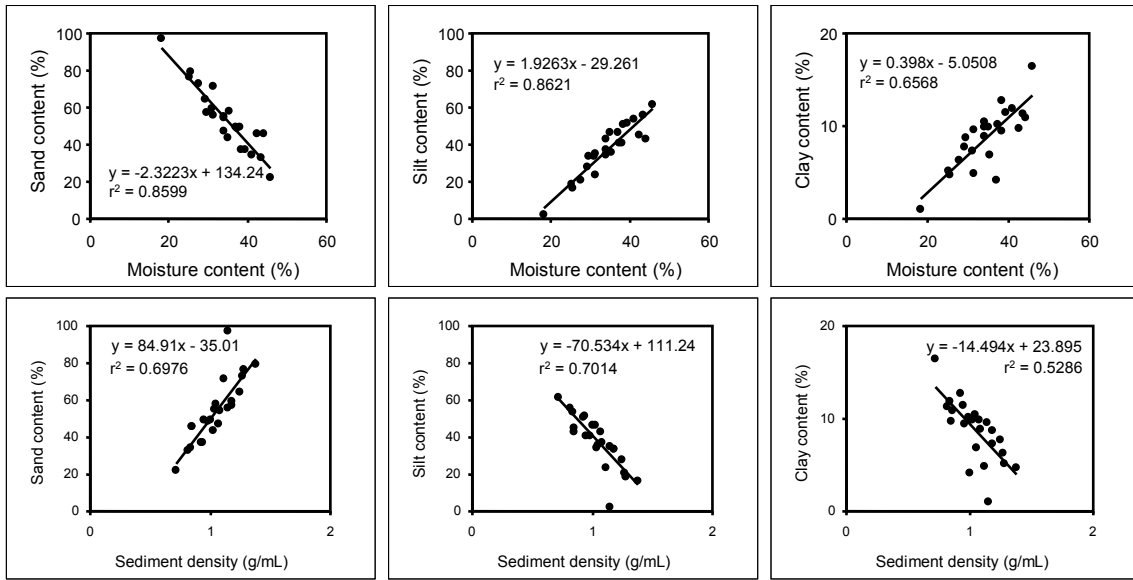 100
80
60
40
20
0
Sand content (%)
y = -2.3223x + 134.24
r² = 0.8599
0 20 40 60
Moisture content (%)
100
80
60
40
20
0
Silt content (%)
y = 1.9263x - 29.261
r² = 0.8621
0 20 40 60
Moisture content (%)
20
10
0
Clay content (%)
y = 0.398x - 5.0508
r² = 0.6568
0 20 40 60
Moisture content (%)
100
80
60
40
20
0
Sand content (%)
y = 84.91x - 35.01
r² = 0.6976
0 1 2
Sediment density (g/mL)
100
80
60
40
20
0
Silt content (%)
y = -70.534x + 111.24
r² = 0.7014
0 1 2
Sediment density (g/mL)
20
10
0
Clay content (%)
y = -14.494x + 23.895
r² = 0.5286
0 1 2
Sediment density (g/mL)